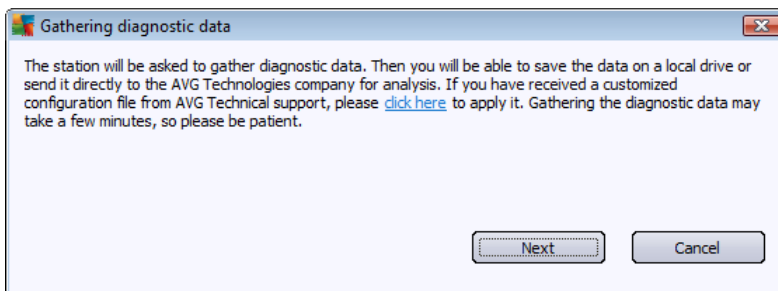 Gathering diagnostic data
The station will be asked to gather diagnostic data. Then you will be able to save the data on a local drive or
send it directly to the AVG Technologies company for analysis. If you have received a customized
configuration file from AVG Technical support, please click here to apply it. Gathering the diagnostic data may
take a few minutes, so please be patient.
Next
Cancel